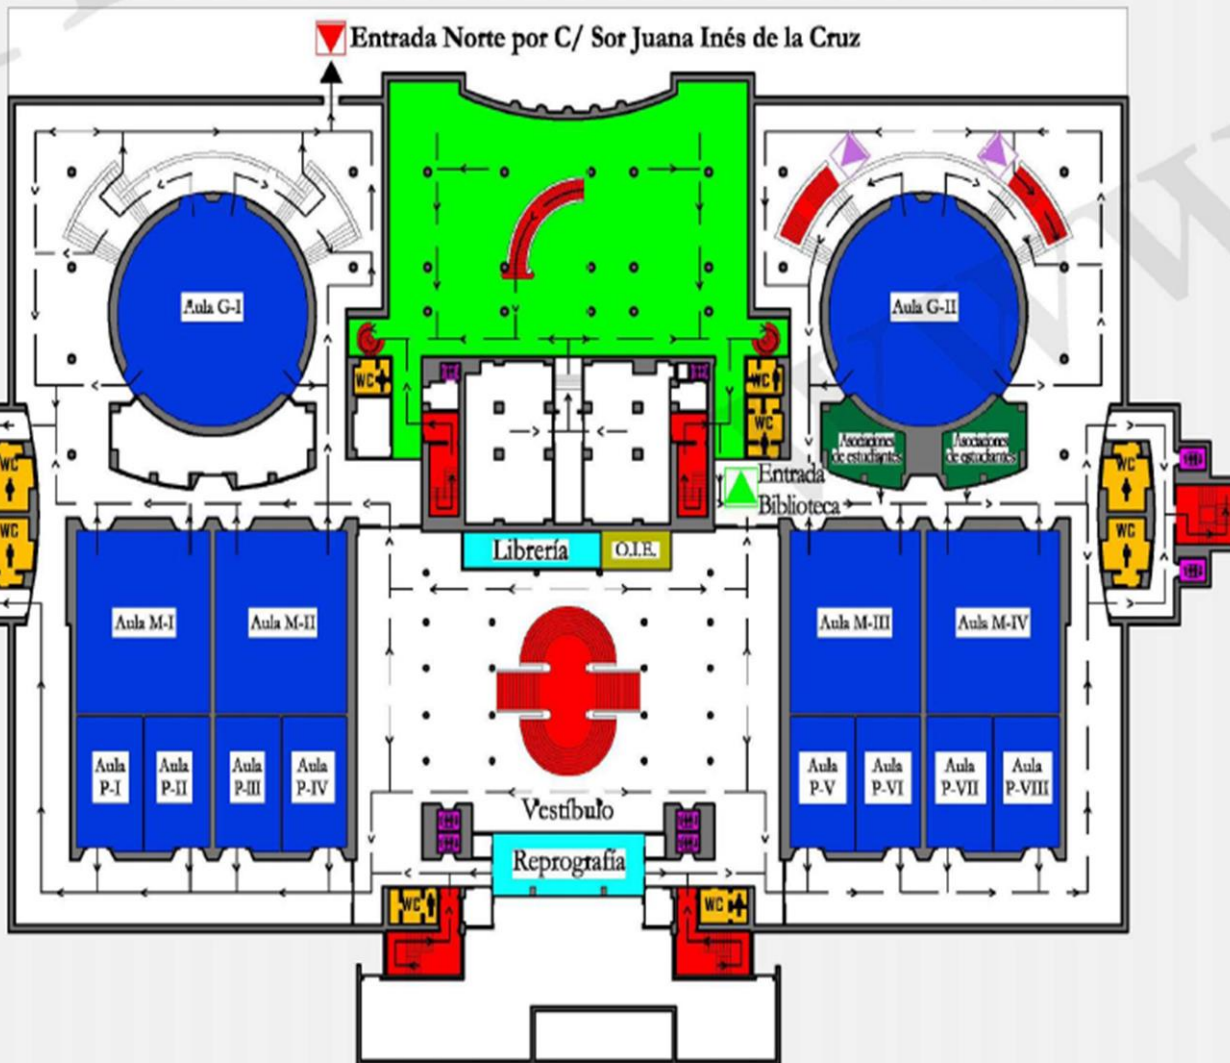 Entrada Norte por C/ Sor Juana Inés de la Cruz
Aula G-I
Aula G-II
WC
WC
WC
Asociaciones
de estudiantes
Asociaciones
de estudiantes
WC
WC
WC
WC
Entrada
Biblioteca
Librería
O.I.E.
Aula M-I
Aula M-II
Aula M-III
Aula M-IV
Aula
P-I
Aula
P-II
Aula
P-III
Aula
P-IV
Aula
P-V
Aula
P-VI
Aula
P-VII
Aula
P-VIII
Vestíbulo
Reprografía
WC
WC